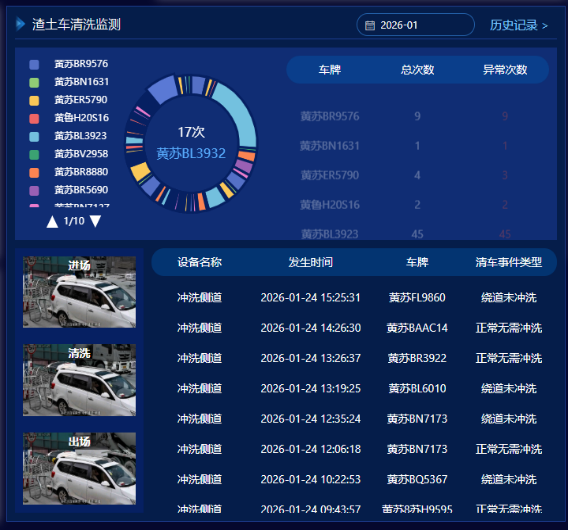 渣土车清洗监测
2026-01
历史记录 >
黄苏BR9576
黄苏BN1631
黄苏ER5790
黄鲁H20S16
黄苏BL3923
黄苏BV2958
黄苏BR8880
黄苏BR5690
黄苏BN7127
1/10
17次
黄苏BL3932
车牌 总次数 异常次数
黄苏BR9576 9 9
黄苏BN1631 1 1
黄苏ER5790 4 3
黄鲁H20S16 2 2
黄苏BL3923 45 45
进场
清洗
出场
设备名称 发生时间 车牌 清车事件类型
冲洗侧道 2026-01-24 15:25:31 黄苏FL9860 绕道未冲洗
冲洗侧道 2026-01-24 14:26:30 黄苏BAAC14 正常无需冲洗
冲洗侧道 2026-01-24 13:26:37 黄苏BR3922 正常无需冲洗
冲洗侧道 2026-01-24 13:19:25 黄苏BL6010 绕道未冲洗
冲洗侧道 2026-01-24 12:35:24 黄苏BN7173 绕道未冲洗
冲洗侧道 2026-01-24 12:06:18 黄苏BN7173 正常无需冲洗
冲洗侧道 2026-01-24 10:22:53 黄苏BQ5367 绕道未冲洗
冲洗侧道 2026-01-24 09:43:57 黄苏8苏H9595 正常无需冲洗